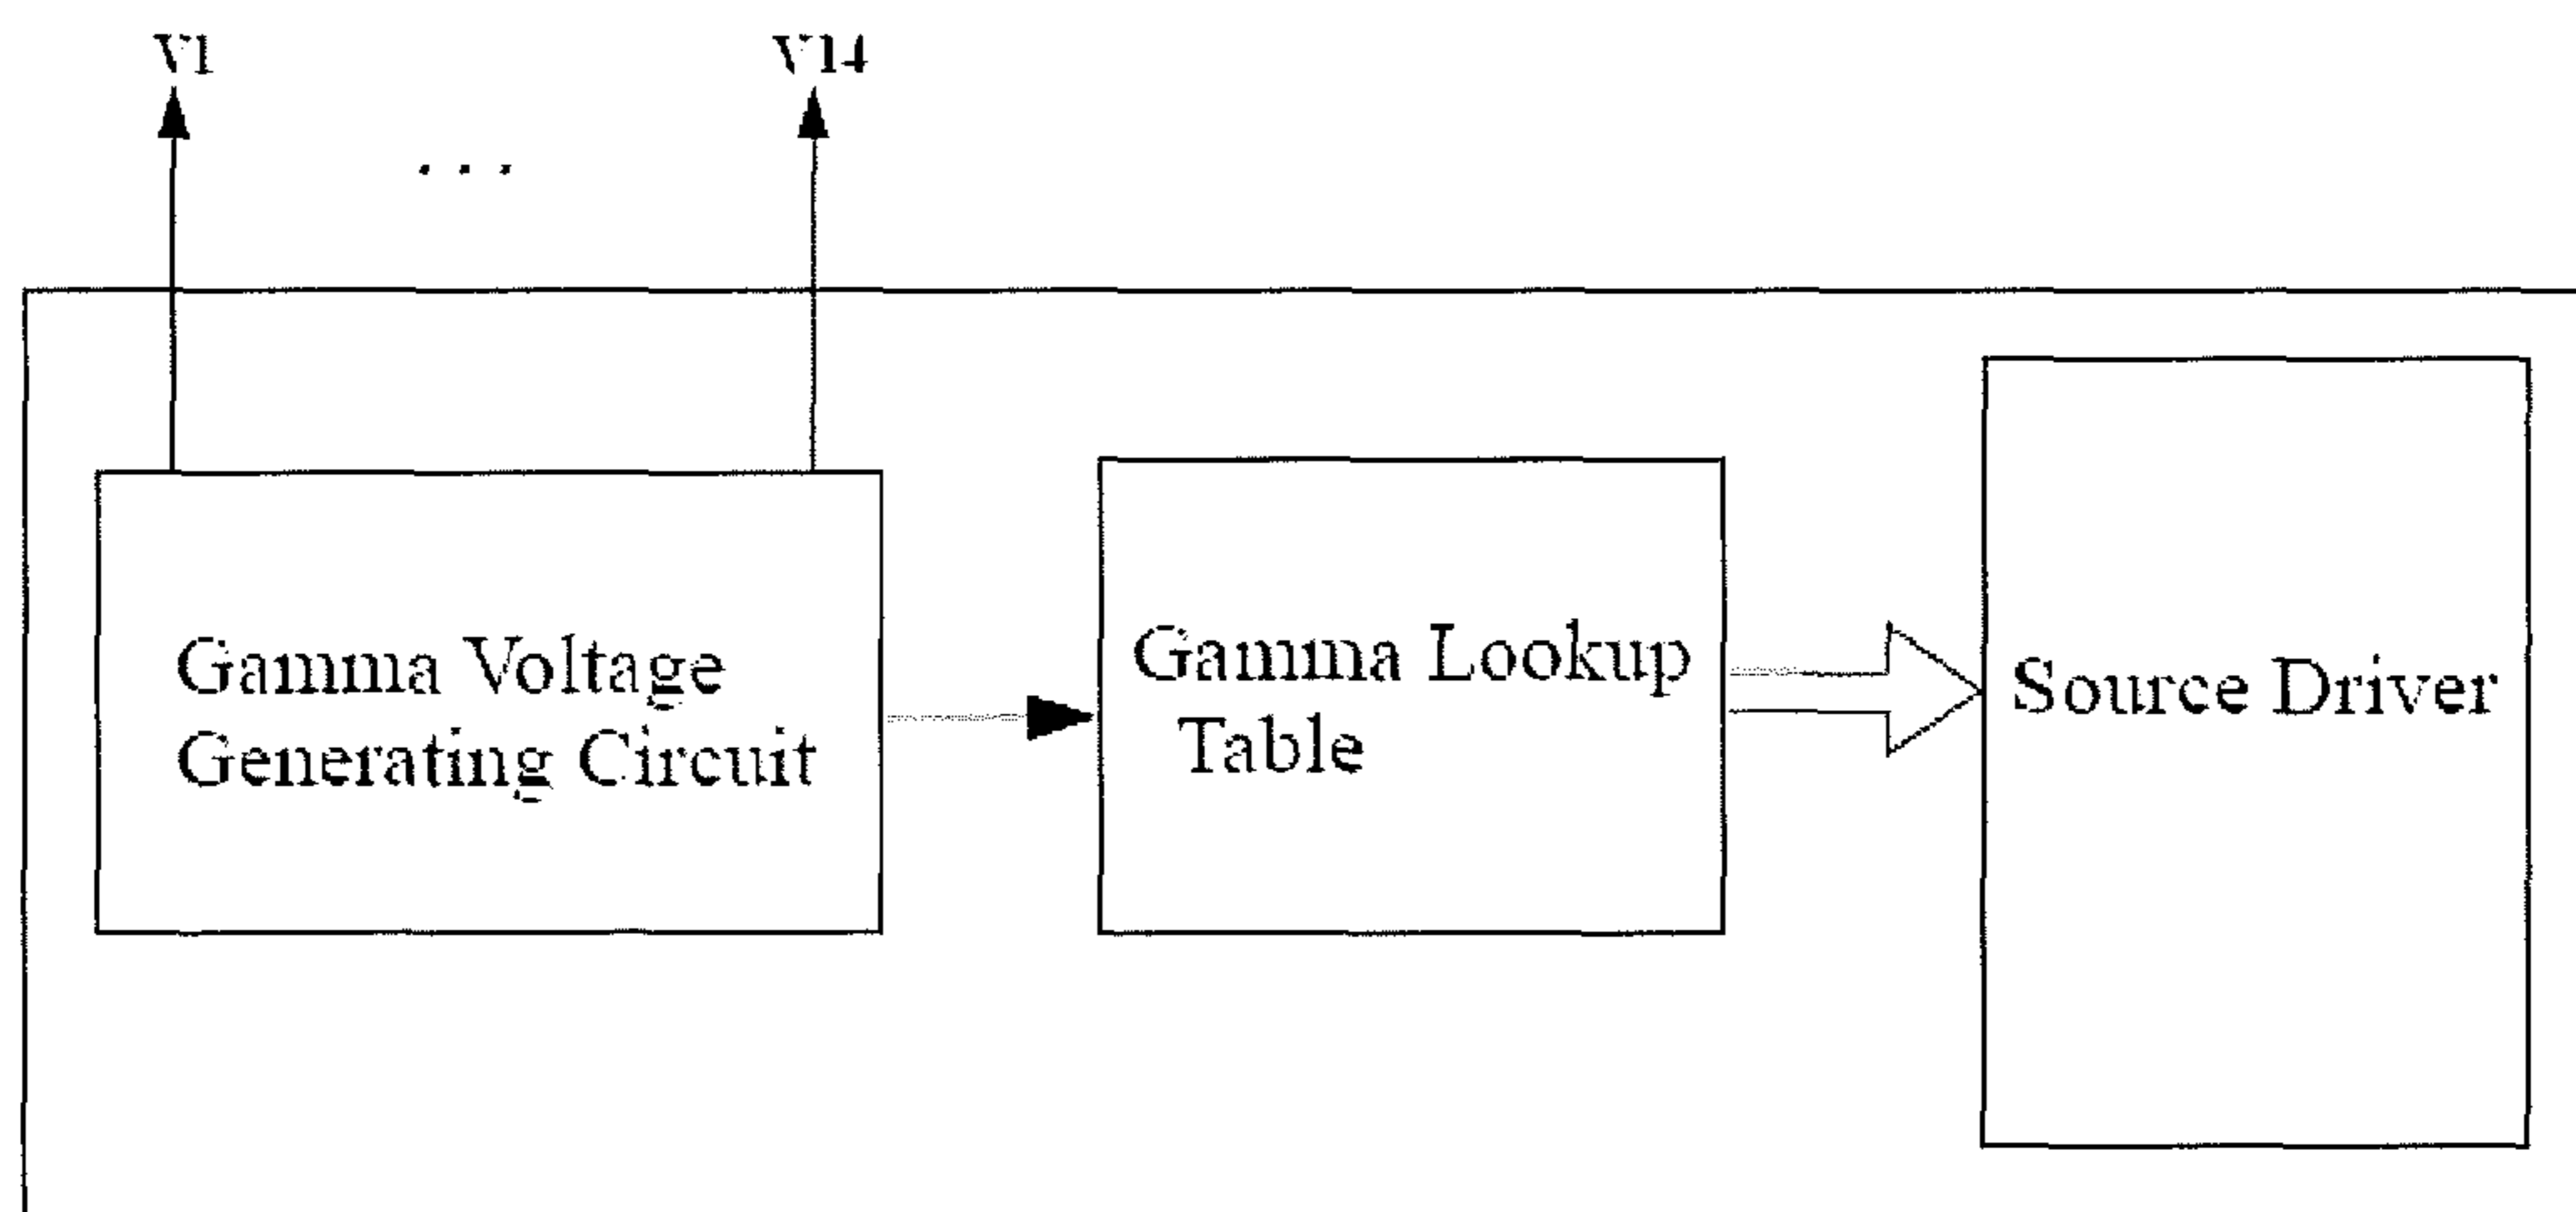 V1
V14
...
Gamma Voltage
Generating Circuit
Gamma Lookup
Table
Source Driver